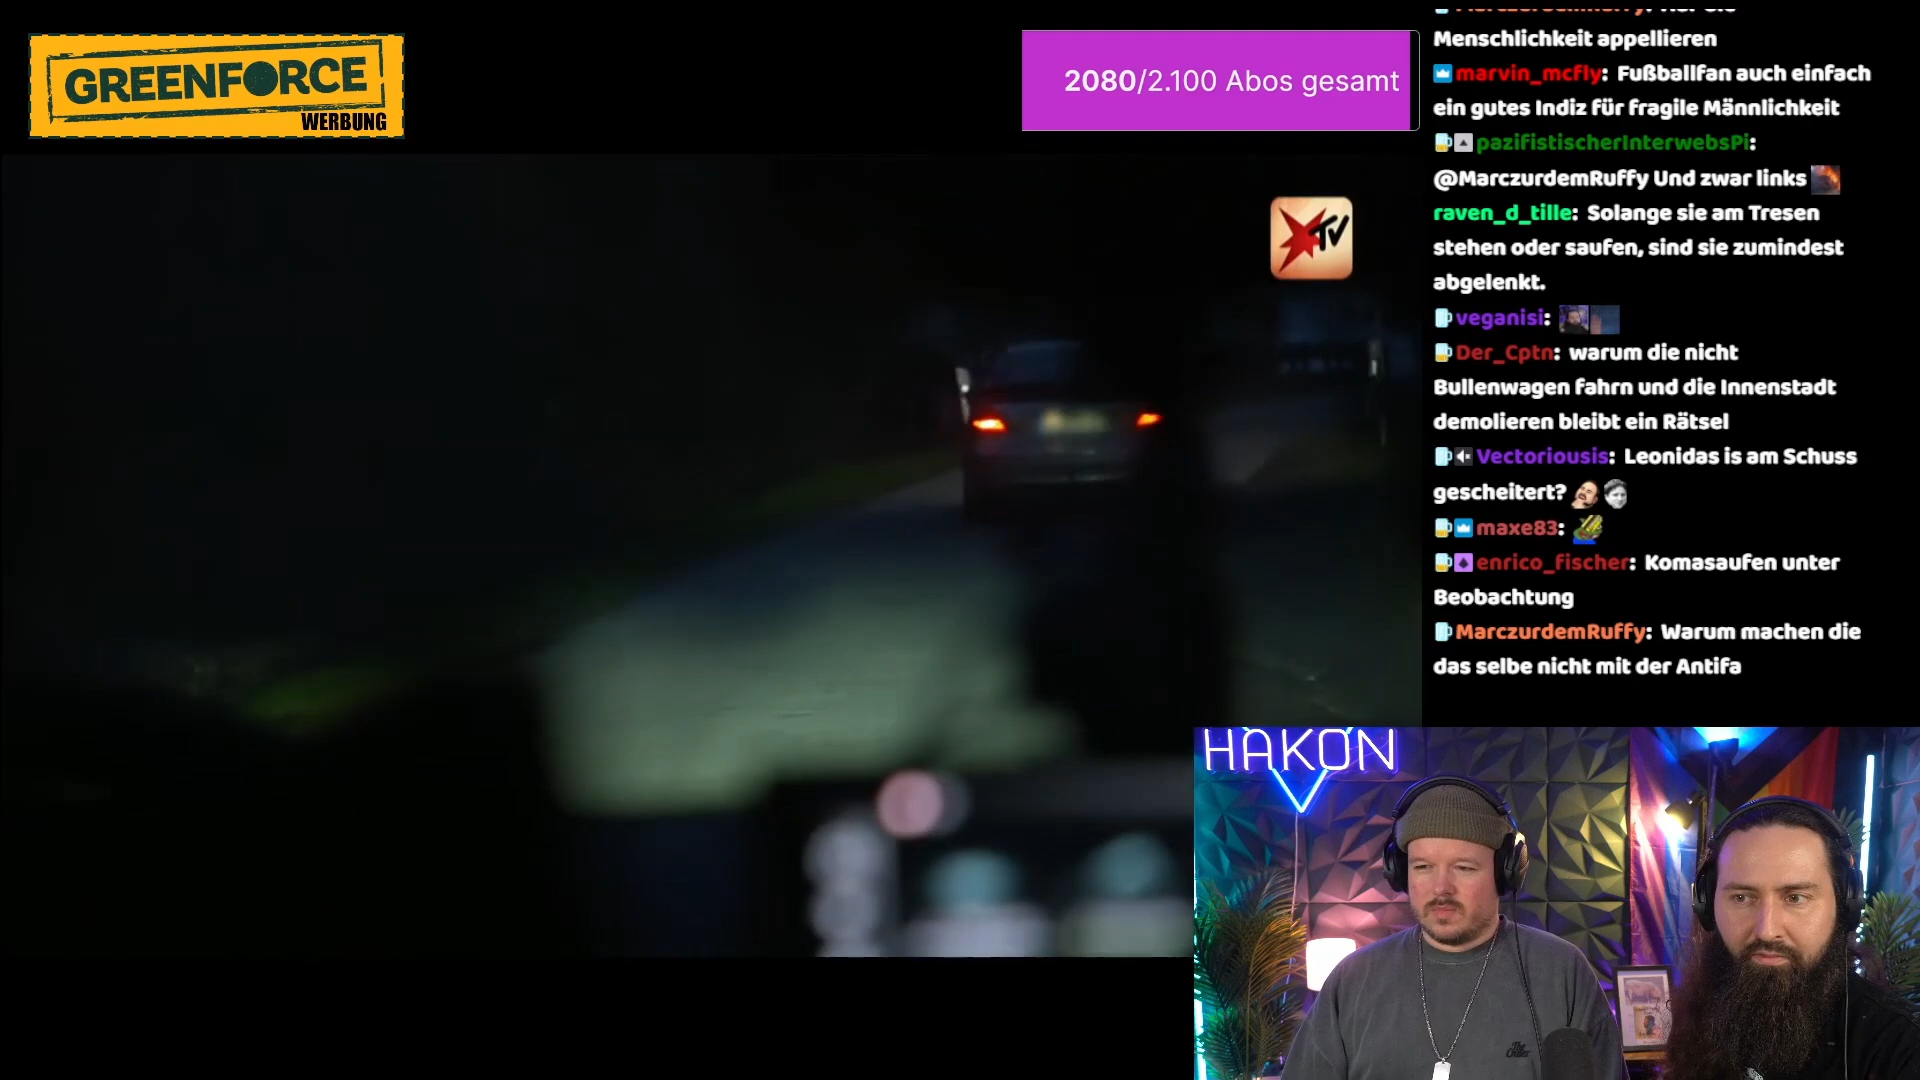 GREENFORCE
WERBUNG
2080/2.100 Abos gesamt
TV
Menschlichkeit appellieren
marvin_mcfly: Fußballfan auch einfach
ein gutes Indiz für fragile Männlichkeit
pazifistischerInterwebsPi:
@MarczurdemRuffy Und zwar links
raven_d_tille: Solange sie am Tresen
stehen oder saufen, sind sie zumindest
abgelenkt.
veganisi:
Der_Cptn: warum die nicht
Bullenwagen fahrn und die Innenstadt
demolieren bleibt ein Rätsel
Vectoriousis: Leonidas is am Schuss
gescheitert?
maxe83:
enrico_fischer: Komasaufen unter
Beobachtung
MarczurdemRuffy: Warum machen die
das selbe nicht mit der Antifa
HAKON